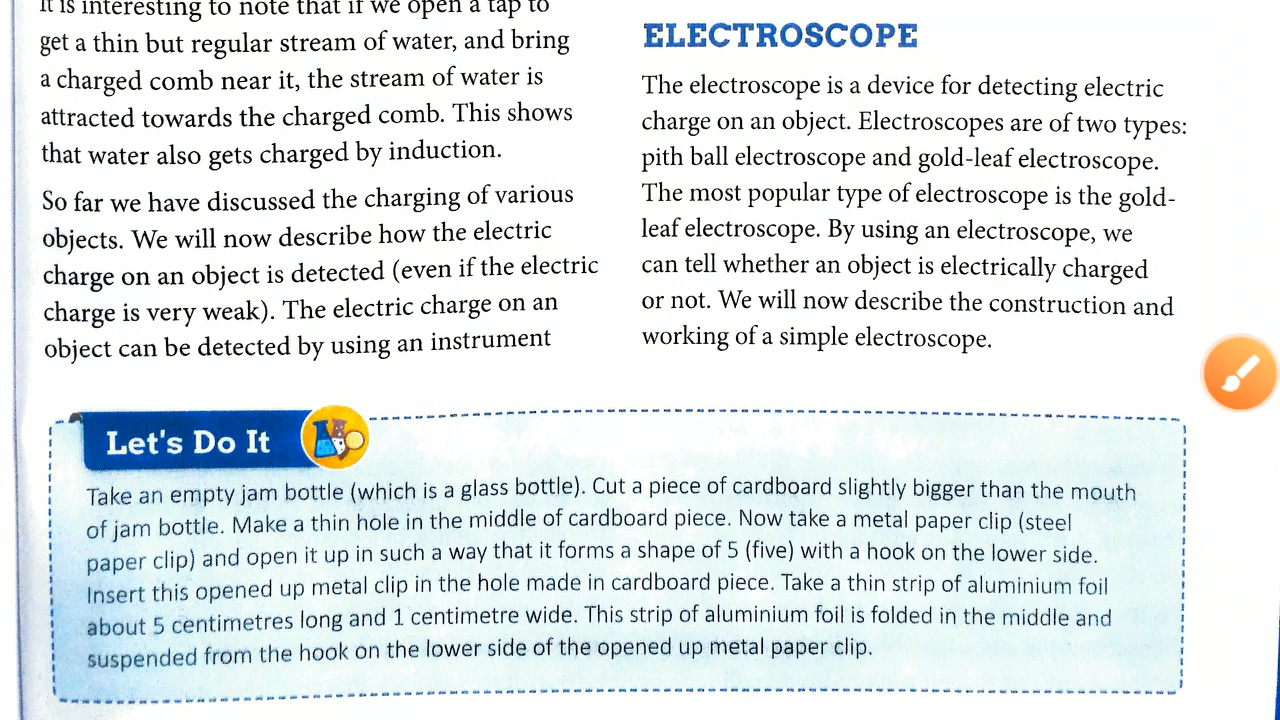 It is interesting to note that if we open a tap to
get a thin but regular stream of water, and bring
a charged comb near it, the stream of water is
attracted towards the charged comb. This shows
that water also gets charged by induction.
So far we have discussed the charging of various
objects. We will now describe how the electric
charge on an object is detected (even if the electric
charge is very weak). The electric charge on an
object can be detected by using an instrument
ELECTROSCOPE
The electroscope is a device for detecting electric
charge on an object. Electroscopes are of two types:
pith ball electroscope and gold-leaf electroscope.
The most popular type of electroscope is the gold-
leaf electroscope. By using an electroscope, we
can tell whether an object is electrically charged
or not. We will now describe the construction and
working of a simple electroscope.
Let's Do It
Take an empty jam bottle (which is a glass bottle). Cut a piece of cardboard slightly bigger than the mouth
of jam bottle. Make a thin hole in the middle of cardboard piece. Now take a metal paper clip (steel
paper clip) and open it up in such a way that it forms a shape of 5 (five) with a hook on the lower side.
Insert this opened up metal clip in the hole made in cardboard piece. Take a thin strip of aluminium foil
about 5 centimetres long and 1 centimetre wide. This strip of aluminium foil is folded in the middle and
suspended from the hook on the lower side of the opened up metal paper clip.